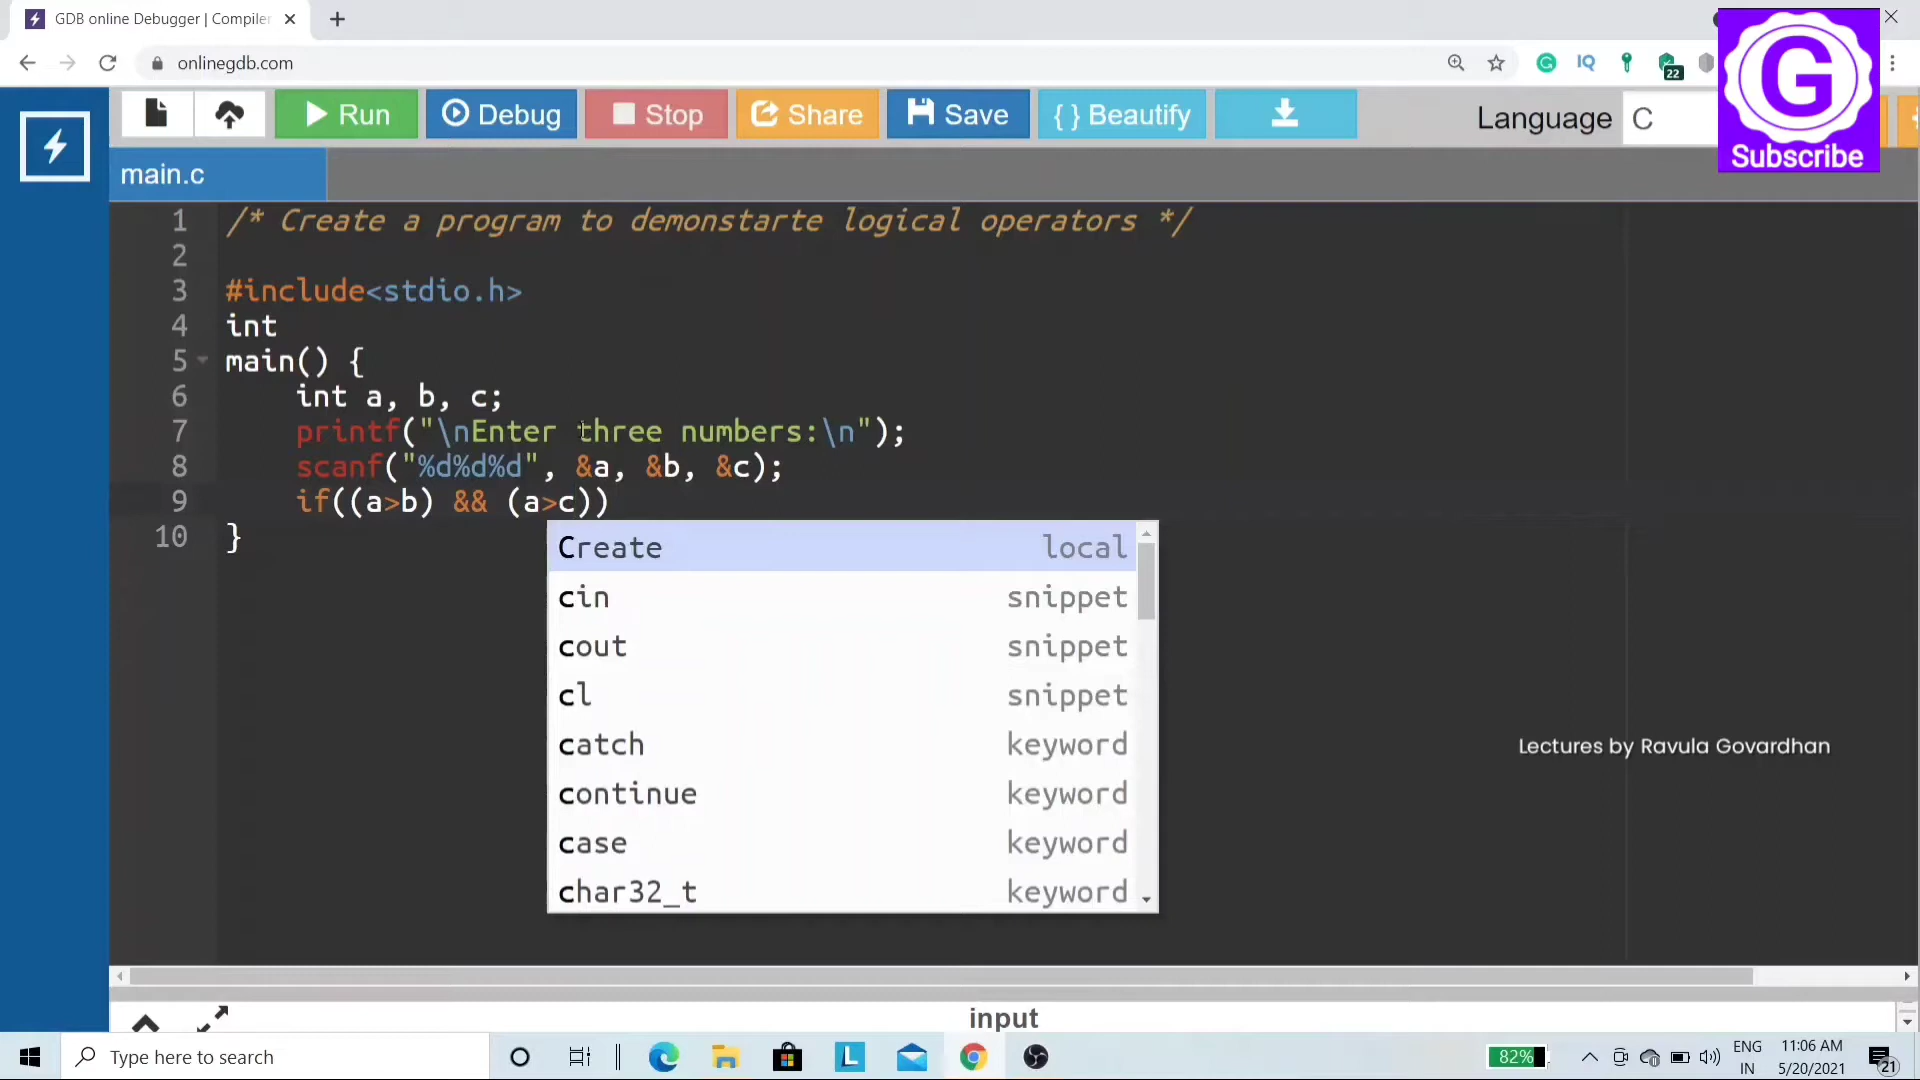 GDB online Debugger | Compiler
onlinegdb.com
IQ
22
G
Subscribe
Run
Debug
Stop
Share
Save
{ } Beautify
Language
C
main.c
1 /* Create a program to demonstarte logical operators */
2
3 #include<stdio.h>
4 int
5 main() {
6 int a, b, c;
7 printf("\nEnter three numbers:\n");
8 scanf("%d%d%d", &a, &b, &c);
9 if((a>b) && (a>c))
10 }
Create local
cin snippet
cout snippet
cl snippet
catch keyword
continue keyword
case keyword
char32_t keyword
Lectures by Ravula Govardhan
input
Type here to search
L
82%
ENG
IN
11:06 AM
5/20/2021
21